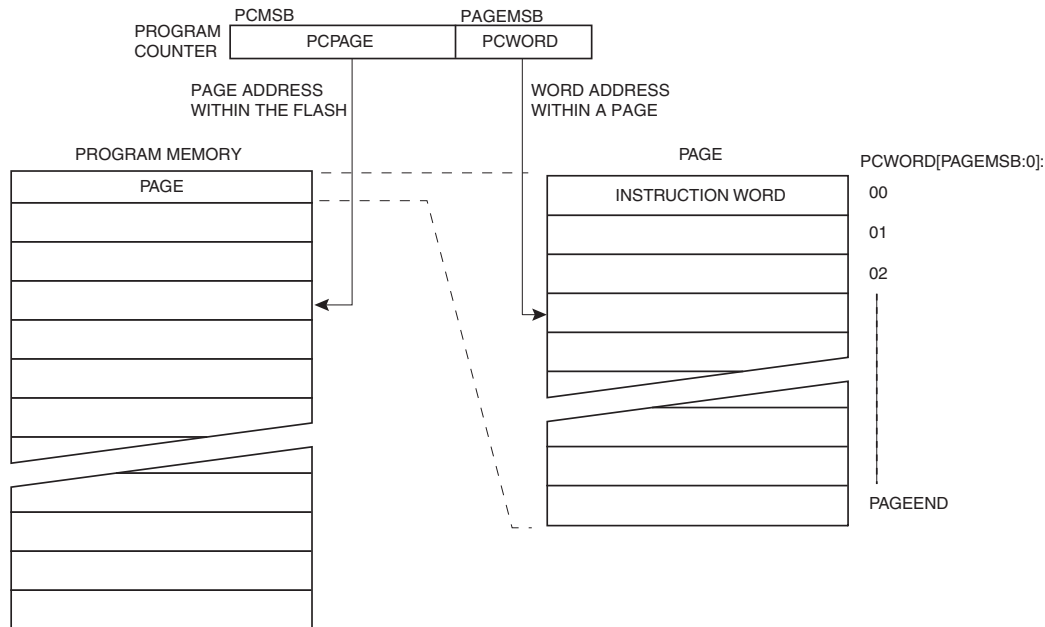 PCMSB
PAGEMSB
PROGRAM
COUNTER
PCPAGE
PCWORD
PAGE ADDRESS
WITHIN THE FLASH
WORD ADDRESS
WITHIN A PAGE
PROGRAM MEMORY
PAGE
PAGE
INSTRUCTION WORD
PCWORD[PAGEMSB:0]:
00
01
02
PAGEEND